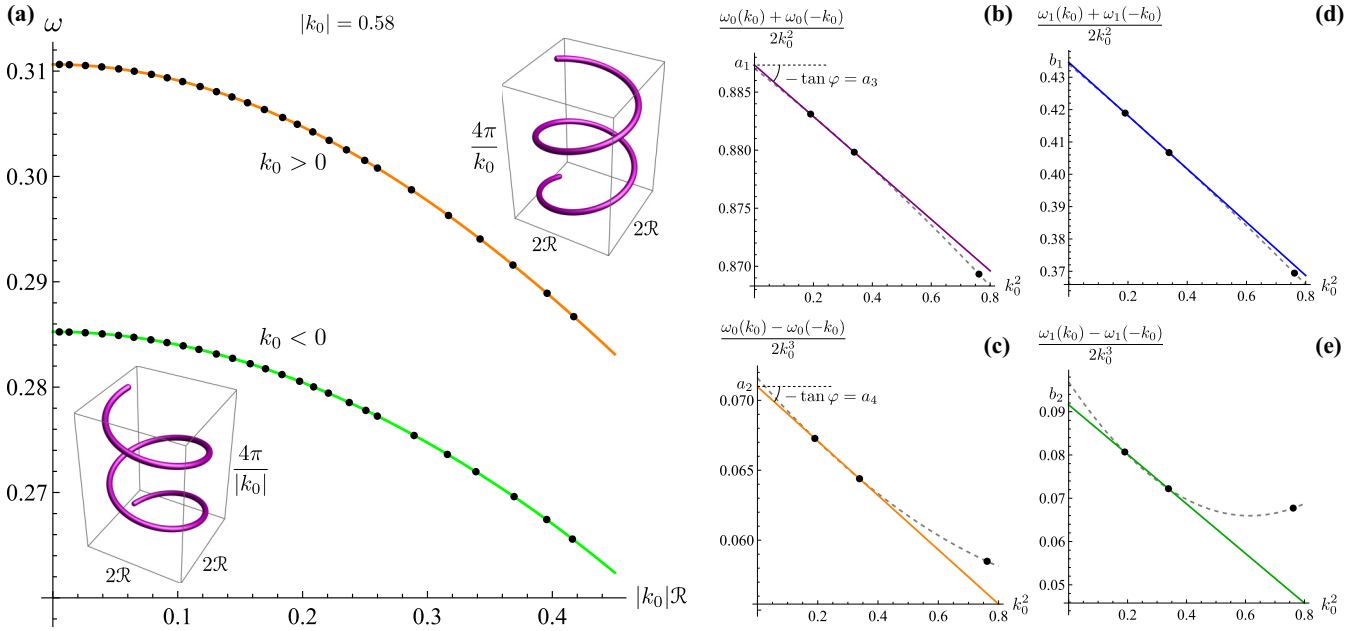 (a)
ω
|k₀| = 0.58
0.31
0.30
0.29
0.28
0.27
0.1
0.2
0.3
0.4
|k₀|ℛ
k₀ > 0
k₀ < 0
4π
k₀
2ℛ
2ℛ
4π
|k₀|
2ℛ
2ℛ
(b)
ω₀(k₀) + ω₀(−k₀)
2k₀²
a₁
− tan φ = a₃
0.885
0.880
0.875
0.870
0.2
0.4
0.6
0.8
k₀²
(d)
ω₁(k₀) + ω₁(−k₀)
2k₀²
b₁
0.43
0.42
0.41
0.40
0.39
0.38
0.37
0.2
0.4
0.6
0.8
k₀²
(c)
ω₀(k₀) − ω₀(−k₀)
2k₀³
a₂
− tan φ = a₄
0.070
0.065
0.060
0.2
0.4
0.6
0.8
k₀²
(e)
ω₁(k₀) − ω₁(−k₀)
2k₀³
b₂
0.09
0.08
0.07
0.06
0.05
0.2
0.4
0.6
0.8
k₀²